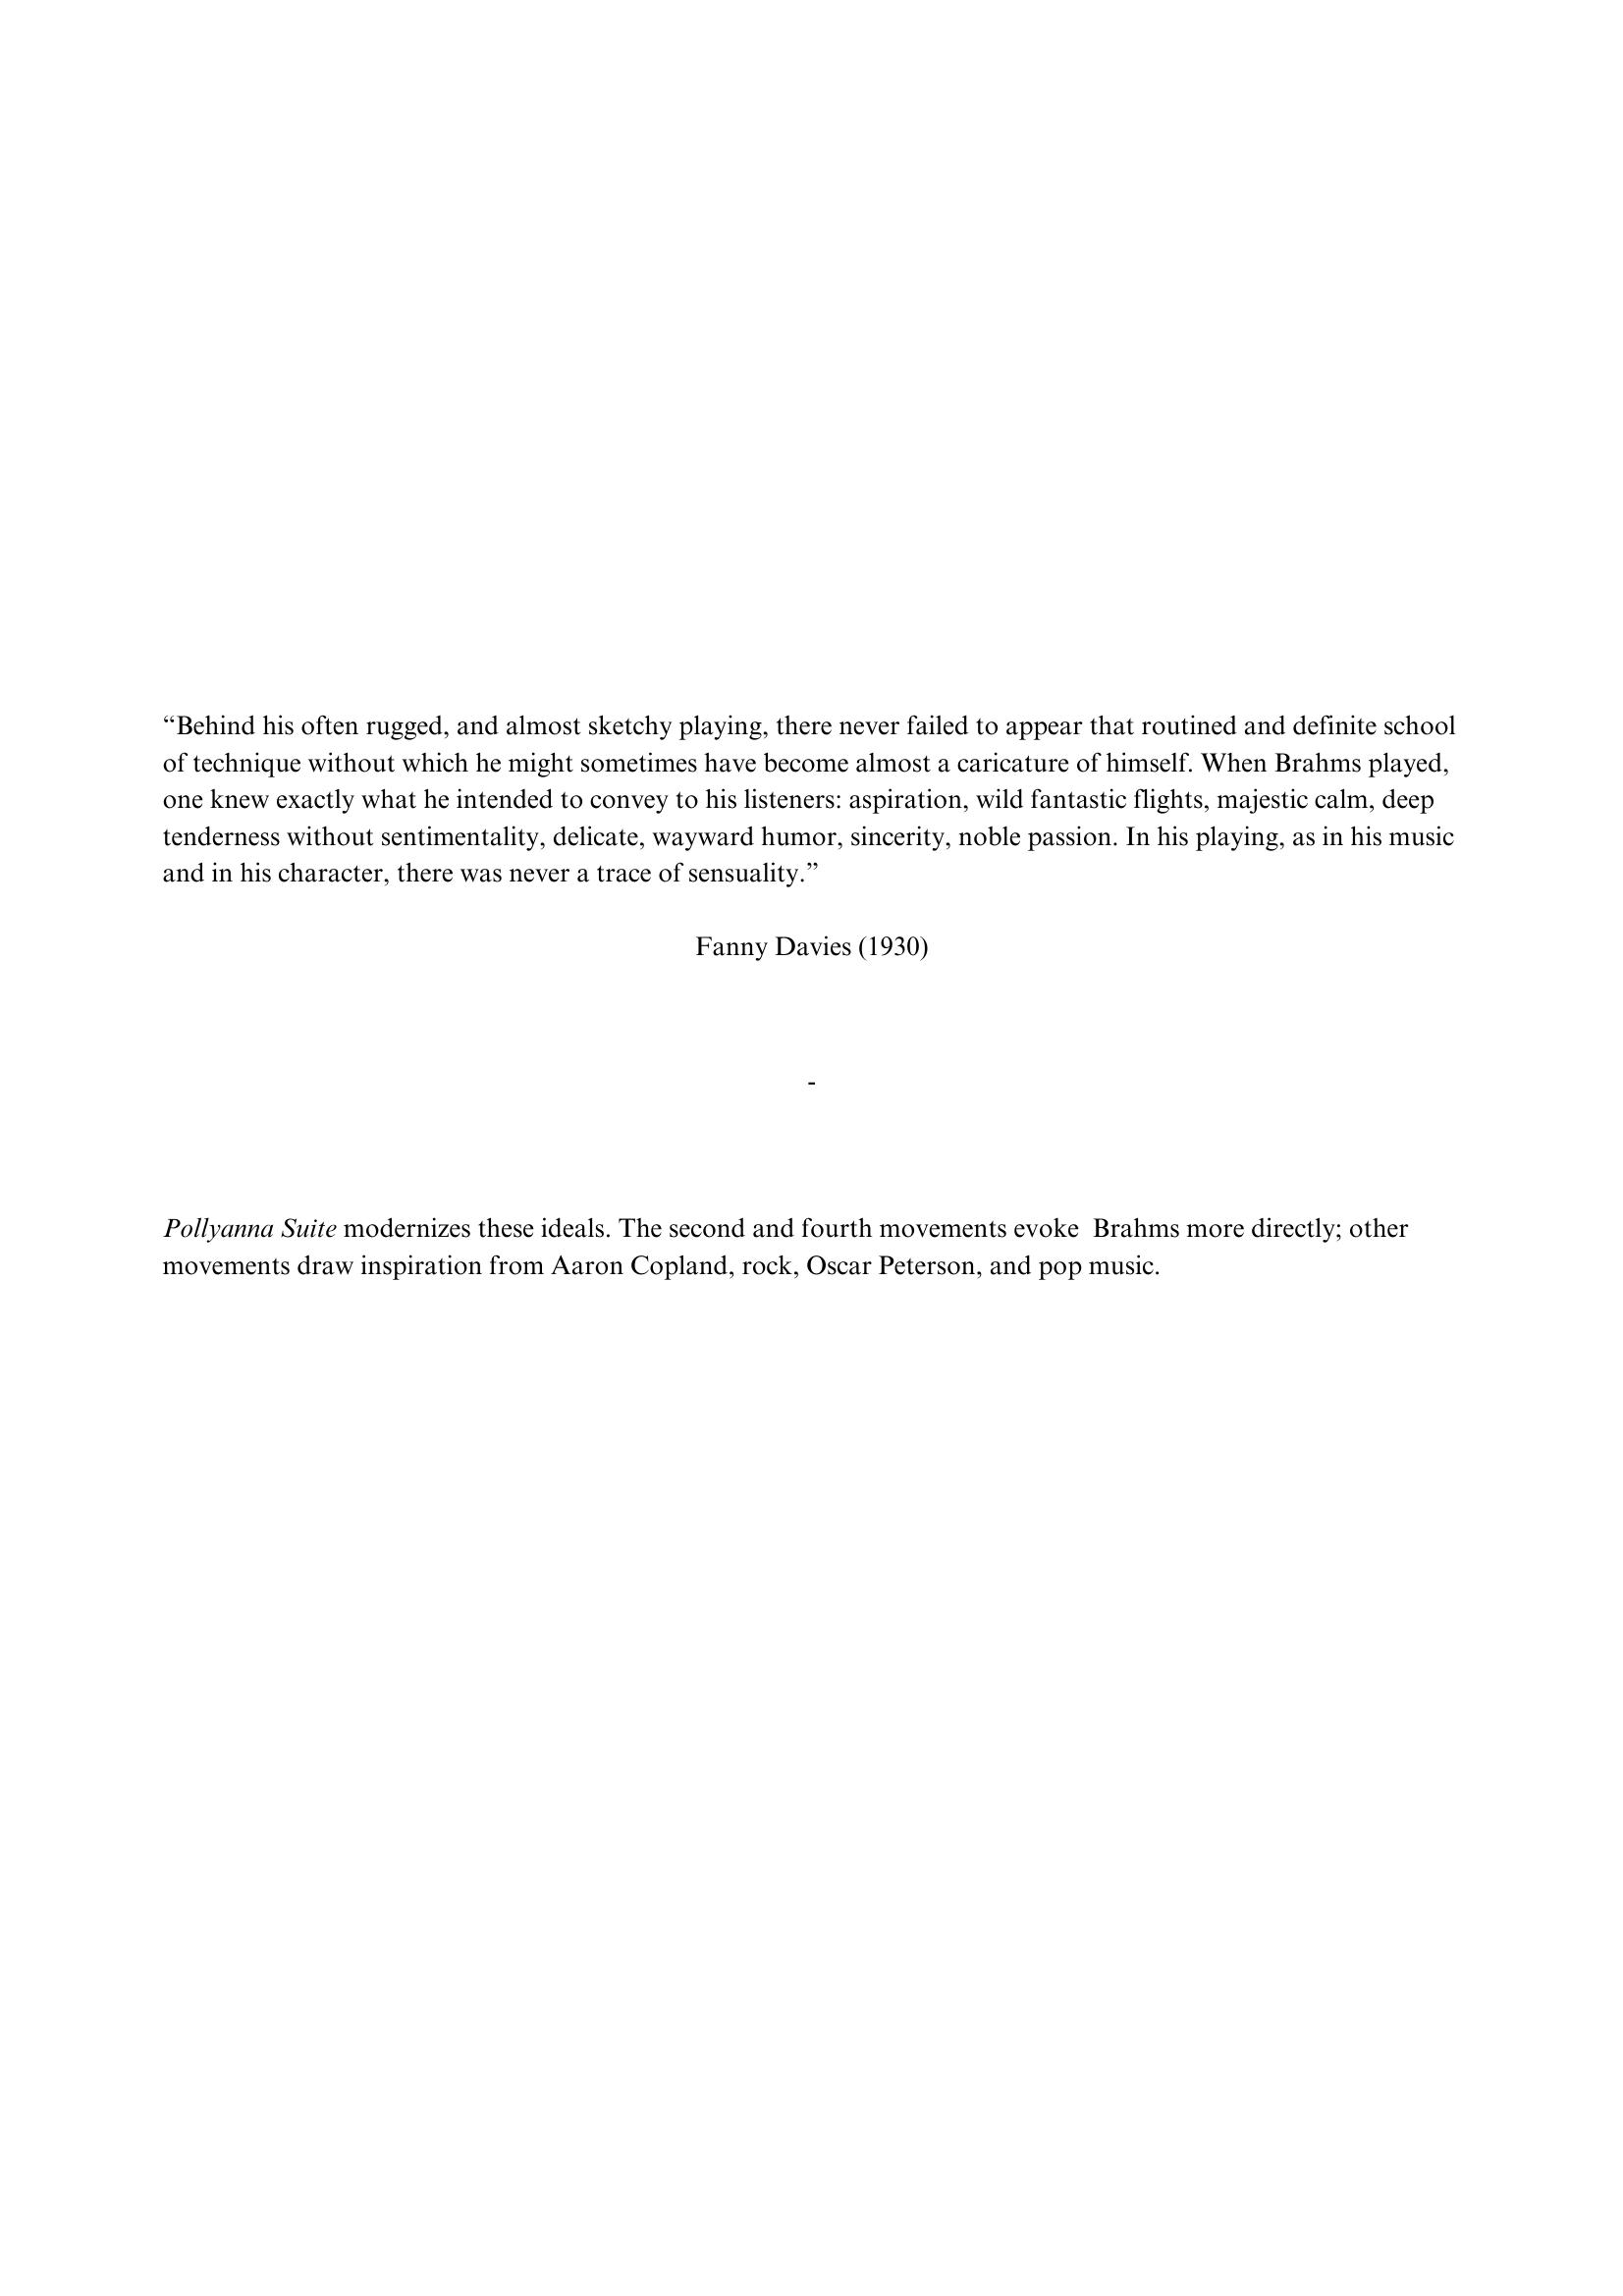 “Behind his often rugged, and almost sketchy playing, there never failed to appear that routined and definite school
of technique without which he might sometimes have become almost a caricature of himself. When Brahms played,
one knew exactly what he intended to convey to his listeners: aspiration, wild fantastic flights, majestic calm, deep
tenderness without sentimentality, delicate, wayward humor, sincerity, noble passion. In his playing, as in his music
and in his character, there was never a trace of sensuality.”
Fanny Davies (1930)
-
Pollyanna Suite modernizes these ideals. The second and fourth movements evoke  Brahms more directly; other
movements draw inspiration from Aaron Copland, rock, Oscar Peterson, and pop music.